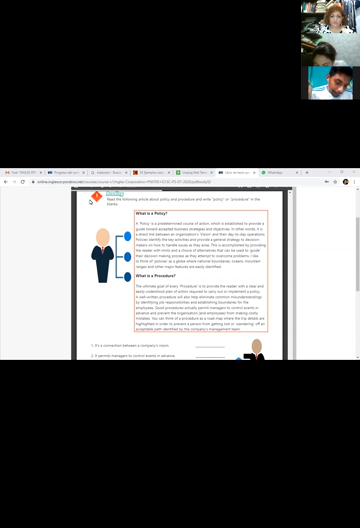 online.inglescorporativo.net/courses/course-v1
WhatsApp
Read the following article about policy and procedure and write "policy" or "procedure" in the
blanks.
What is a Policy?
A 'Policy' is a predetermined course of action, which is established to provide a
guide toward accepted business strategies and objectives. In other words, it is
a direct link between an organization's 'Vision' and their day-to-day operations.
Policies identify the key activities and provide a general strategy to decision-
makers on how to handle issues as they arise. This is accomplished by providing
the reader with limits and a choice of alternatives that can be used to 'guide'
their decision making process as they attempt to overcome problems. I like
to think of 'policies' as a globe where national boundaries, oceans, mountain
ranges and other major features are easily identified.
What is a Procedure?
The ultimate goal of every 'Procedure' is to provide the reader with a clear and
easily understood plan of action required to carry out or implement a policy.
A well-written procedure will also help eliminate common misunderstandings
by identifying job responsibilities and establishing boundaries for the
employees. Good procedures actually permit managers to control events in
advance and prevent the organization (and employees) from making costly
mistakes. You can think of a procedure as a road map where the trip details are
highlighted in order to prevent a person from getting lost or 'wandering' off an
acceptable path identified by the company's management team.
1. It's a connection between a company's vision
2. It permits managers to control events in advance.